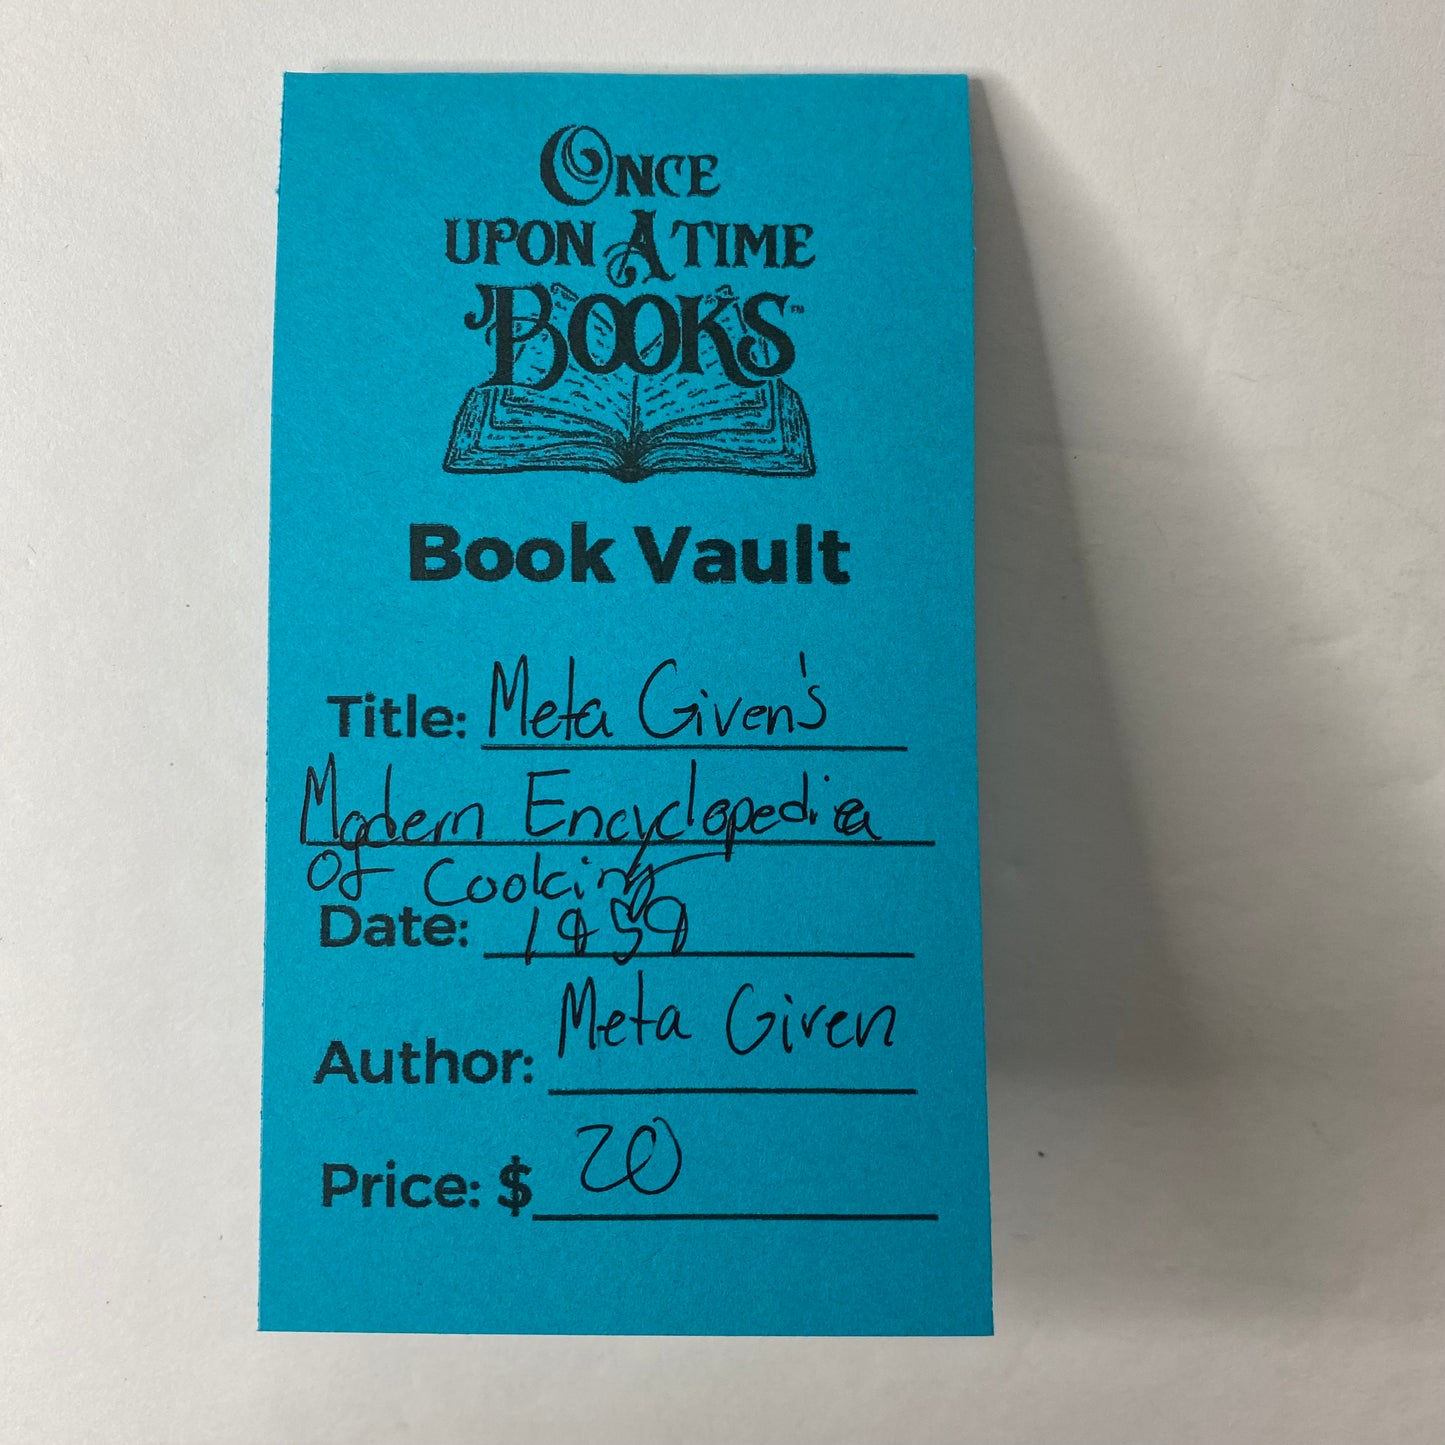 ONCE
UPON A TIME
BOOKS™
Book Vault
Title: Meta Given's
Modern Encyclopedia
Of Cooking
Date: 1959
Author: Meta Given
Price: $ 20